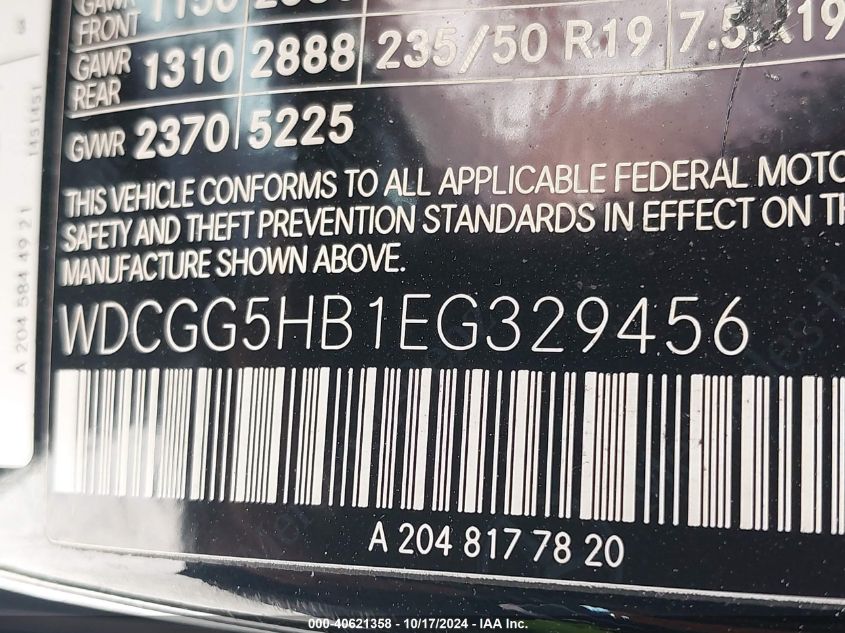 GAWR
FRONT 1150
GAWR
REAR 1310 2888 235/50 R19
GVWR 2370 5225
THIS VEHICLE CONFORMS TO ALL APPLICABLE FEDERAL MOTO
SAFETY AND THEFT PREVENTION STANDARDS IN EFFECT ON TH
MANUFACTURE SHOWN ABOVE.
WDCGG5HB1EG329456
A 204 817 78 20
A 204 584 49 21
1451451
000-40621358 - 10/17/2024 - IAA Inc.